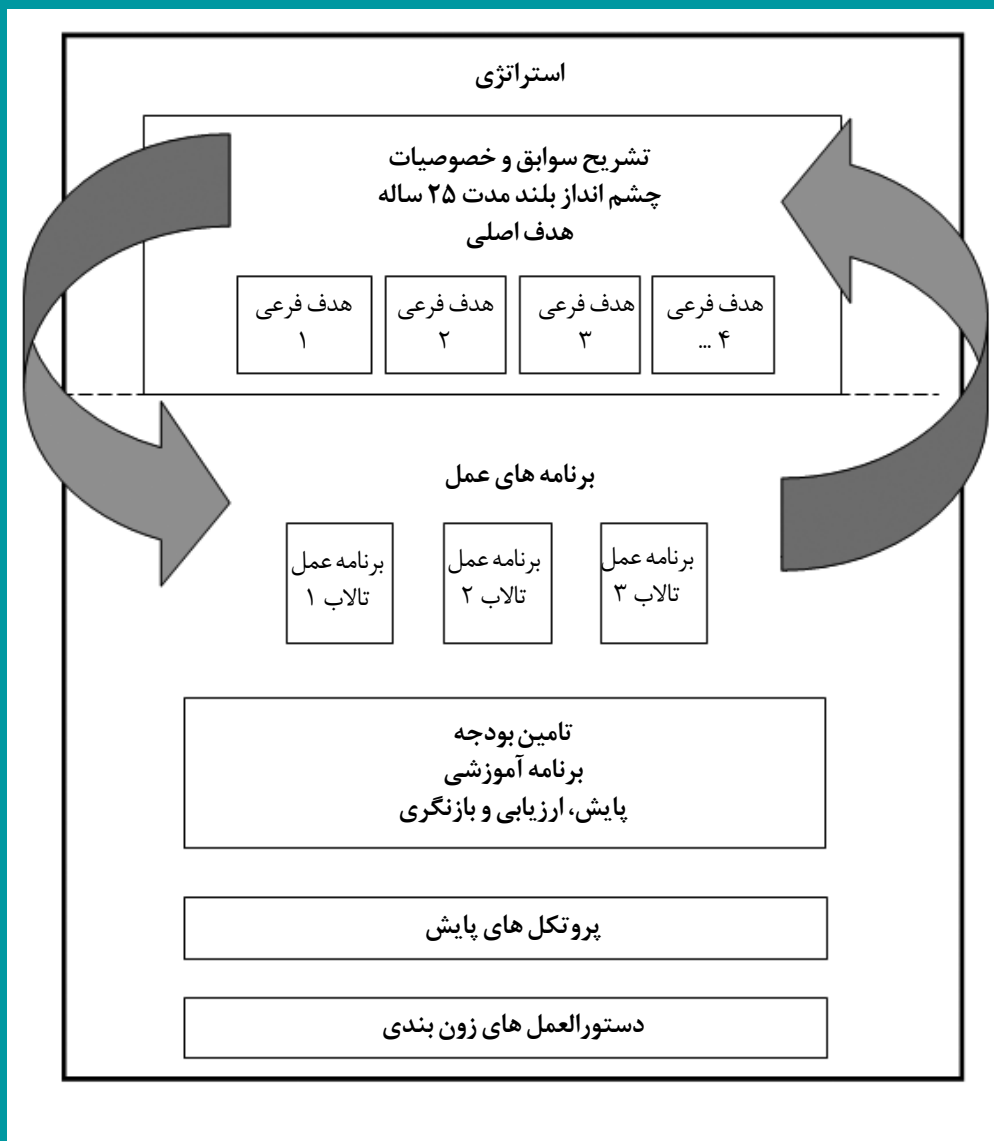 استراتژی
تشریح سوابق و خصوصیات
چشم انداز بلند مدت ۲۵ ساله
هدف اصلی
هدف فرعی
۱
هدف فرعی
۲
هدف فرعی
۳
هدف فرعی
۴ ...
برنامه های عمل
برنامه عمل
تالاب ۱
برنامه عمل
تالاب ۲
برنامه عمل
تالاب ۳
تامین بودجه
برنامه آموزشی
پایش، ارزیابی و بازنگری
پروتکل های پایش
دستورالعمل های زون بندی